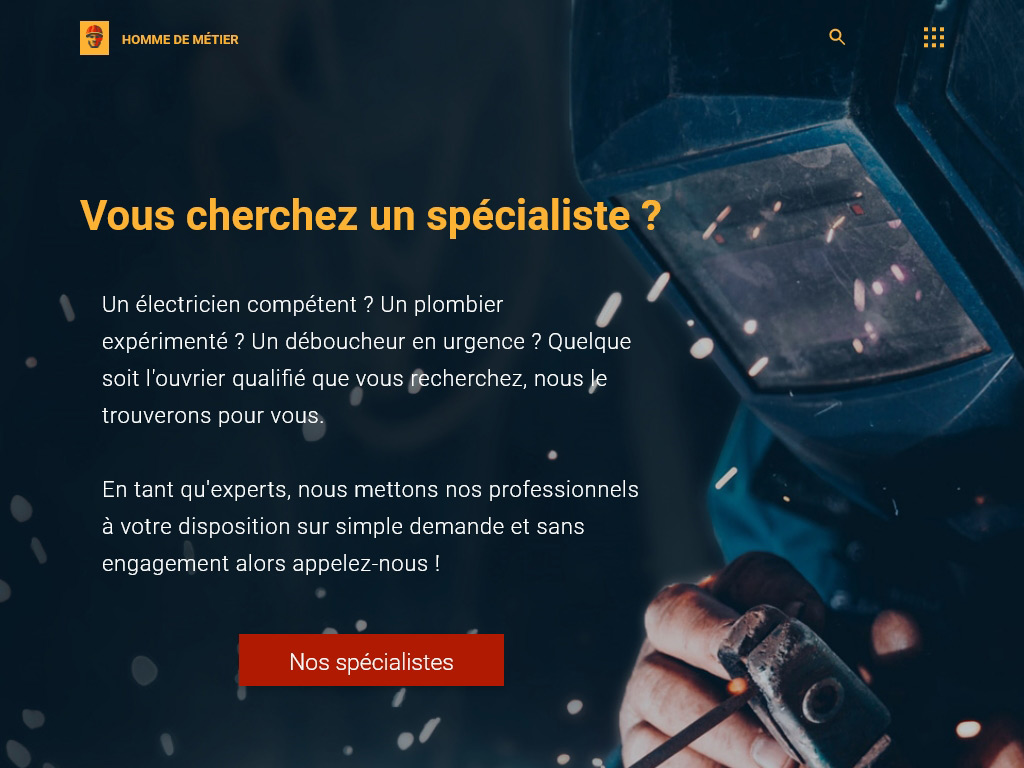 HOMME DE MÉTIER
Vous cherchez un spécialiste ?
Un électricien compétent ? Un plombier
expérimenté ? Un déboucheur en urgence ? Quelque
soit l'ouvrier qualifié que vous recherchez, nous le
trouverons pour vous.
En tant qu'experts, nous mettons nos professionnels
à votre disposition sur simple demande et sans
engagement alors appelez-nous !
Nos spécialistes